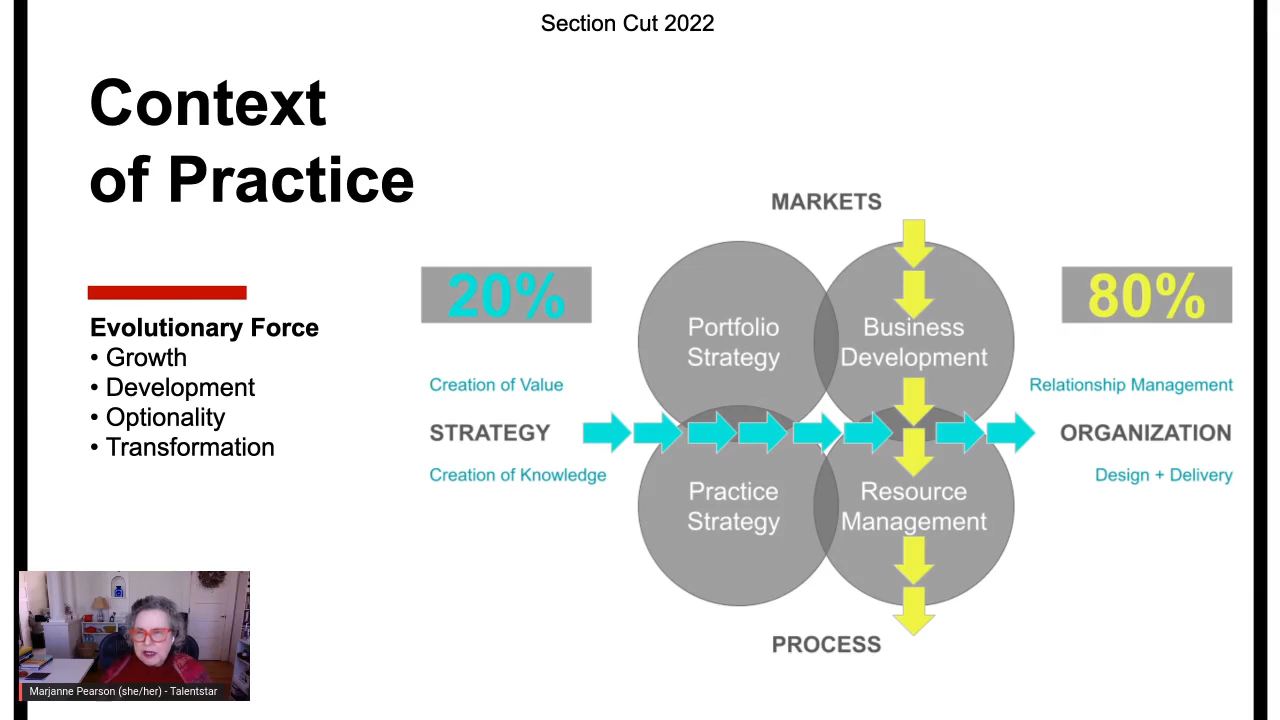 Section Cut 2022
Context
of Practice
Evolutionary Force
• Growth
• Development
• Optionality
• Transformation
MARKETS
20%
80%
Portfolio
Strategy
Business
Development
Creation of Value
Relationship Management
STRATEGY
ORGANIZATION
Creation of Knowledge
Design + Delivery
Practice
Strategy
Resource
Management
PROCESS
Marjanne Pearson (she/her) - Talentstar